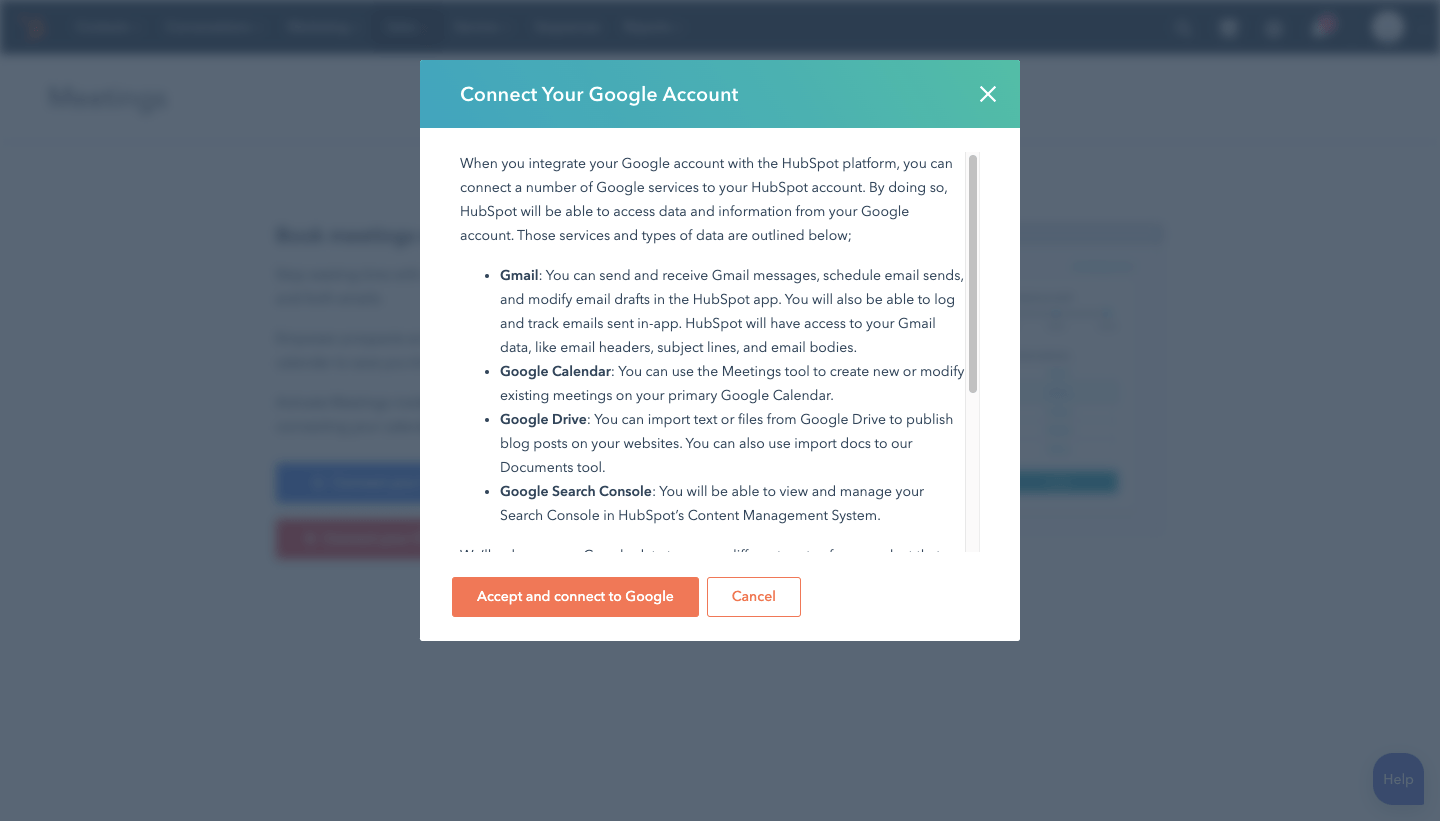 Meetings
Connect Your Google Account
When you integrate your Google account with the HubSpot platform, you can
connect a number of Google services to your HubSpot account. By doing so,
HubSpot will be able to access data and information from your Google
account. Those services and types of data are outlined below;
• Gmail: You can send and receive Gmail messages, schedule email sends,
and modify email drafts in the HubSpot app. You will also be able to log
and track emails sent in-app. HubSpot will have access to your Gmail
data, like email headers, subject lines, and email bodies.
• Google Calendar: You can use the Meetings tool to create new or modify
existing meetings on your primary Google Calendar.
• Google Drive: You can import text or files from Google Drive to publish
blog posts on your websites. You can also use import docs to our
Documents tool.
• Google Search Console: You will be able to view and manage your
Search Console in HubSpot's Content Management System.
Accept and connect to Google
Cancel
Help